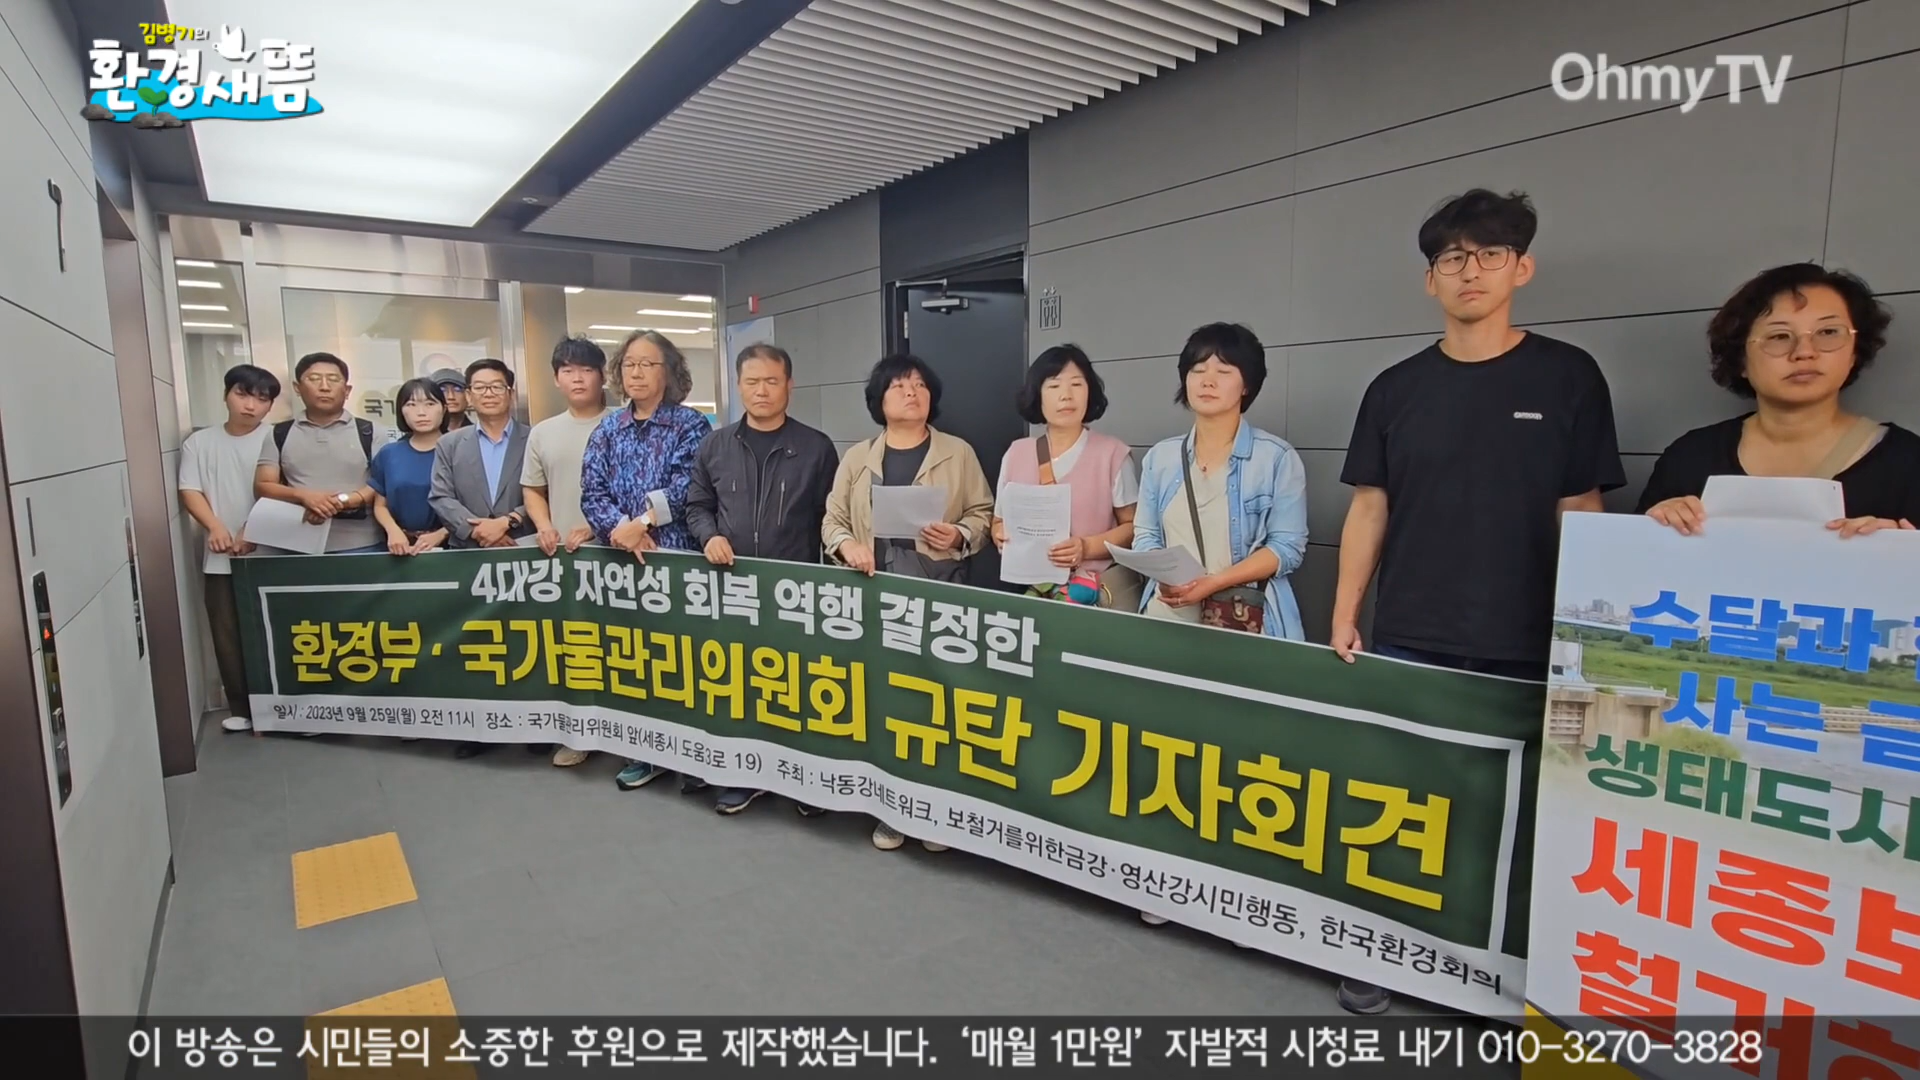 김병기의
환경새뜸
OhmyTV
4대강 자연성 회복 역행 결정한
환경부·국가물관리위원회 규탄 기자회견
일시 : 2023년 9월 25일(월) 오전 11시 장소 : 국가물관리위원회 앞(세종시 도움3로 19) 주최 : 낙동강네트워크, 보철거를위한금강·영산강시민행동, 한국환경회의
수달과
사는
생태도시
세종보
이 방송은 시민들의 소중한 후원으로 제작했습니다. ‘매월 1만원’ 자발적 시청료 내기 010-3270-3828